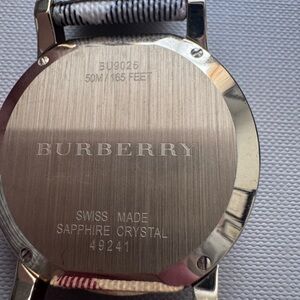 BU9026
50M / 165 FEET
BURBERRY
SWISS MADE
SAPPHIRE CRYSTAL
49241